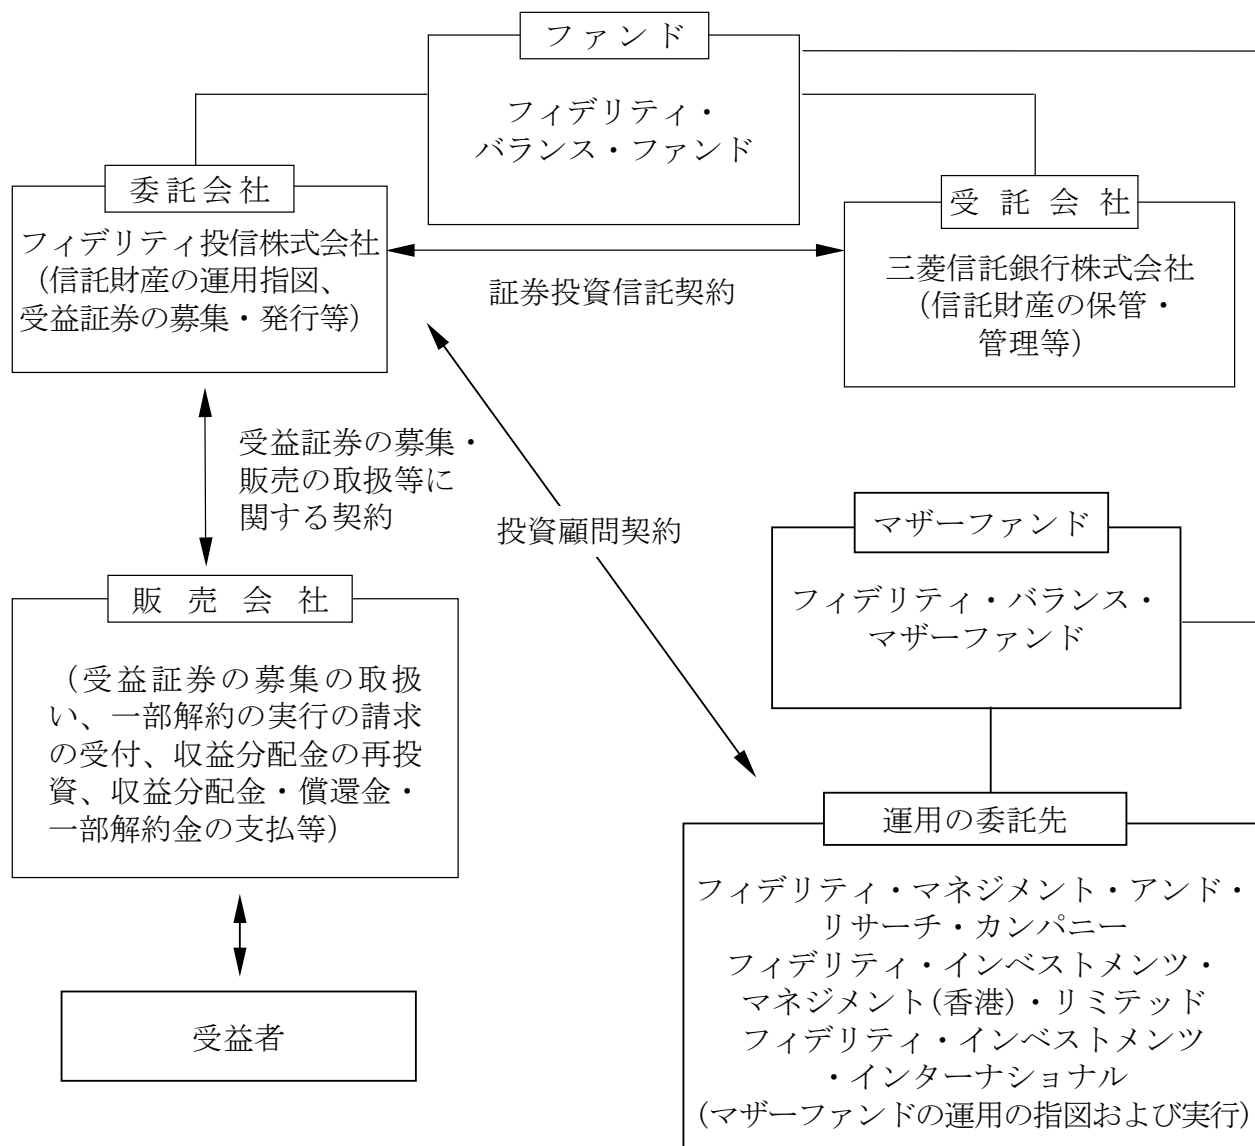 ファンド
フィデリティ・
バランス・ファンド
委託会社
フィデリティ投信株式会社
(信託財産の運用指図、
受益証券の募集・発行等)
証券投資信託契約
受託会社
三菱信託銀行株式会社
(信託財産の保管・
管理等)
受益証券の募集・
販売の取扱等に
関する契約
投資顧問契約
マザーファンド
フィデリティ・バランス・
マザーファンド
販売会社
(受益証券の募集の取扱
い、一部解約の実行の請求
の受付、収益分配金の再投
資、収益分配金・償還金・
一部解約金の支払等)
運用の委託先
フィデリティ・マネジメント・アンド・
リサーチ・カンパニー
フィデリティ・インベストメンツ・
マネジメント(香港)・リミテッド
フィデリティ・インベストメンツ
・インターナショナル
(マザーファンドの運用の指図および実行)
受益者